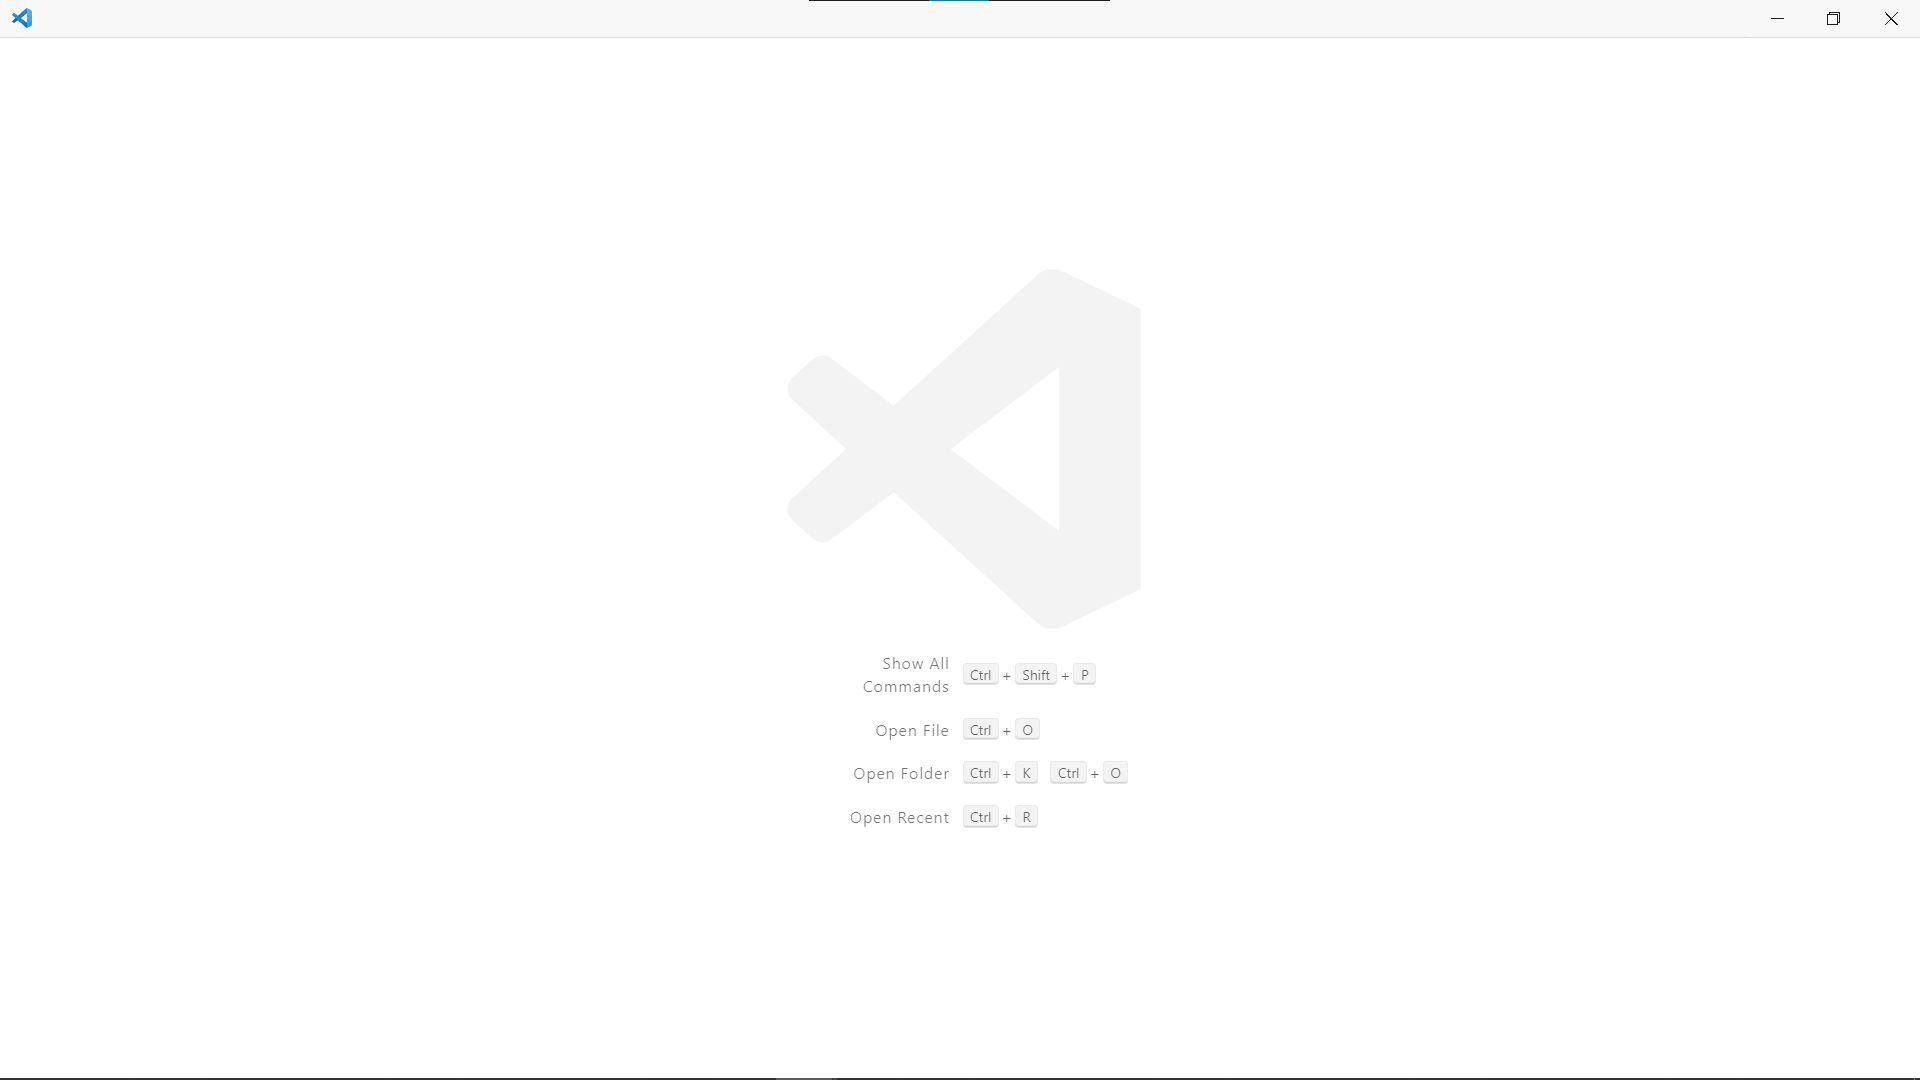 Show All
Commands
Ctrl + Shift + P
Open File Ctrl + O
Open Folder Ctrl + K Ctrl + O
Open Recent Ctrl + R